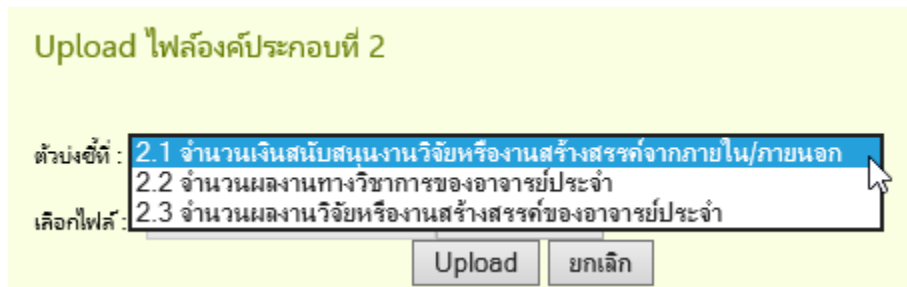 Upload ไฟล์องค์ประกอบที่ 2
ตัวบ่งชี้ที่ : 2.1 จำนวนเงินสนับสนุนงานวิจัยหรืองานสร้างสรรค์จากภายใน/ภายนอก
2.2 จำนวนผลงานทางวิชาการของอาจารย์ประจำ
เลือกไฟล์ : 2.3 จำนวนผลงานวิจัยหรืองานสร้างสรรค์ของอาจารย์ประจำ
Upload ยกเลิก